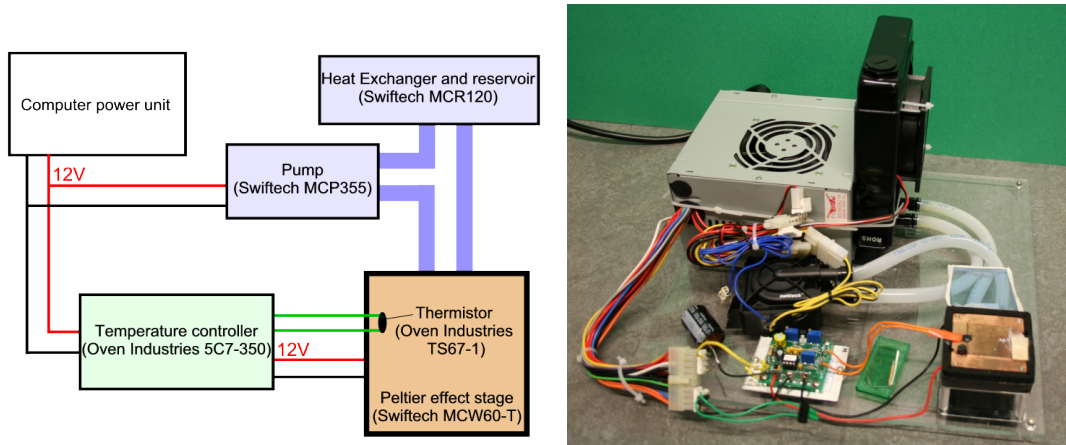 Computer power unit
Heat Exchanger and reservoir
(Swiftech MCR120)
12V
Pump
(Swiftech MCP355)
Temperature controller
(Oven Industries 5C7-350)
12V
Thermistor
(Oven Industries
TS67-1)
Peltier effect stage
(Swiftech MCW60-T)
ROHS